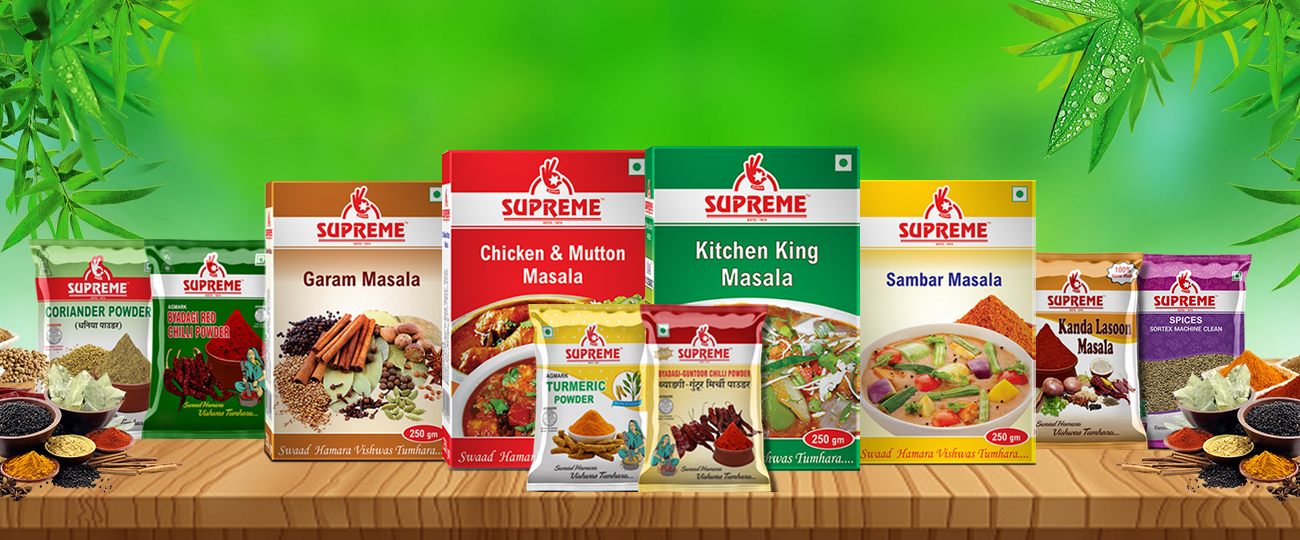 SUPREME
CORIANDER POWDER
(धनिया पाउडर)
SUPREME
AGMARK
BYADAGI RED
CHILLI POWDER
Swaad Hamara
Vishwas Tumhara...
SUPREME
Garam Masala
250 gm
Swaad Hamara Vishwas Tumhara....
SUPREME
Chicken & Mutton
Masala
SUPREME
Kitchen King
Masala
250 gm
SUPREME
AGMARK
TURMERIC
POWDER
Swaad Hamara
Vishwas Tumhara...
SUPREME
BYADAGI-GUNTOOR CHILLI POWDER
ब्याडगी-गुंटूर मिर्ची पाउडर
Swaad Hamara
Vishwas Tumhara...
SUPREME
Sambar Masala
250 gm
Swaad Hamara Vishwas Tumhara....
100%
SUPREME
Kanda Lasoon
Masala
Swaad Hamara
Vishwas Tumhara...
SUPREME
SPICES
SORTEX MACHINE CLEAN